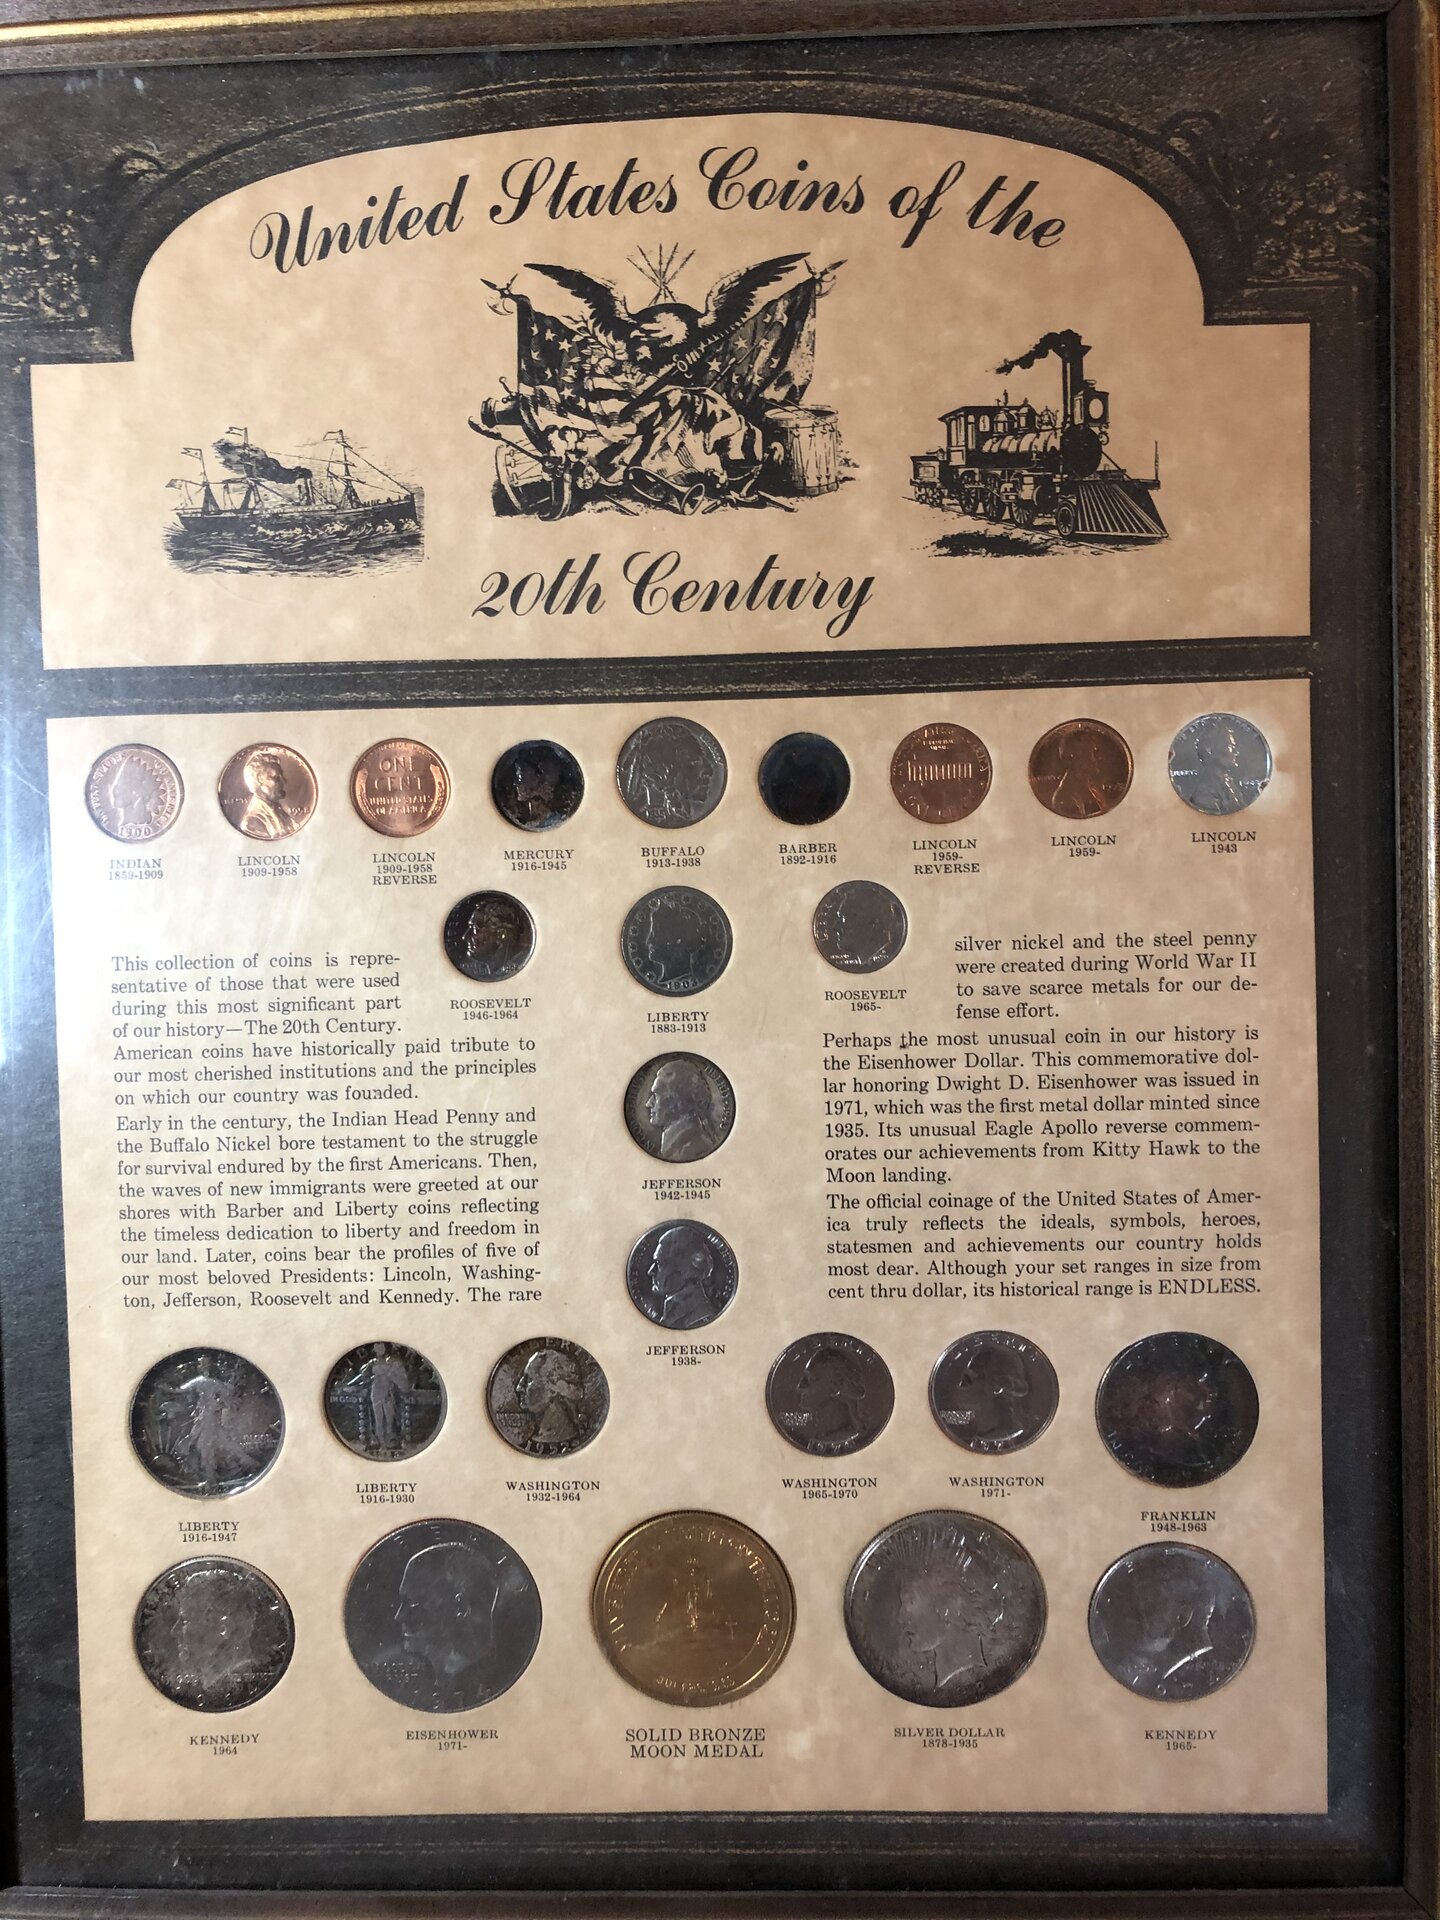 United States Coins of the
20th Century
INDIAN
1859-1909
LINCOLN
1909-1958
LINCOLN
1909-1958
REVERSE
MERCURY
1916-1945
BUFFALO
1913-1938
BARBER
1892-1916
LINCOLN
1959-
REVERSE
LINCOLN
1959-
LINCOLN
1943
1900
ONE
CENT
UNITED STATES
OF AMERICA
ROOSEVELT
1946-1964
LIBERTY
1883-1913
ROOSEVELT
1965-
JEFFERSON
1942-1945
JEFFERSON
1938-
This collection of coins is repre-
sentative of those that were used
during this most significant part
of our history—The 20th Century.
American coins have historically paid tribute to
our most cherished institutions and the principles
on which our country was founded.
Early in the century, the Indian Head Penny and
the Buffalo Nickel bore testament to the struggle
for survival endured by the first Americans. Then,
the waves of new immigrants were greeted at our
shores with Barber and Liberty coins reflecting
the timeless dedication to liberty and freedom in
our land. Later, coins bear the profiles of five of
our most beloved Presidents: Lincoln, Washing-
ton, Jefferson, Roosevelt and Kennedy. The rare
silver nickel and the steel penny
were created during World War II
to save scarce metals for our de-
fense effort.
Perhaps the most unusual coin in our history is
the Eisenhower Dollar. This commemorative dol-
lar honoring Dwight D. Eisenhower was issued in
1971, which was the first metal dollar minted since
1935. Its unusual Eagle Apollo reverse commem-
orates our achievements from Kitty Hawk to the
Moon landing.
The official coinage of the United States of Amer-
ica truly reflects the ideals, symbols, heroes,
statesmen and achievements our country holds
most dear. Although your set ranges in size from
cent thru dollar, its historical range is ENDLESS.
LIBERTY
1916-1947
LIBERTY
1916-1930
WASHINGTON
1932-1964
WASHINGTON
1965-1970
WASHINGTON
1971-
FRANKLIN
1948-1963
KENNEDY
1964
EISENHOWER
1971-
SOLID BRONZE
MOON MEDAL
SILVER DOLLAR
1878-1935
KENNEDY
1965-